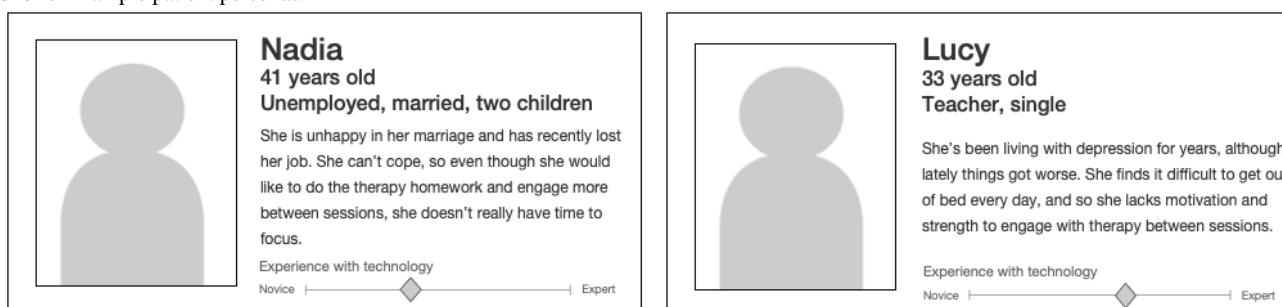 Nadia
41 years old
Unemployed, married, two children
She is unhappy in her marriage and has recently lost
her job. She can't cope, so even though she would
like to do the therapy homework and engage more
between sessions, she doesn't really have time to
focus.
Experience with technology
Novice Expert
Lucy
33 years old
Teacher, single
She's been living with depression for years, although
lately things got worse. She finds it difficult to get
of bed every day, and so she lacks motivation and
strength to engage with therapy between sessions.
Experience with technology
Novice Expert